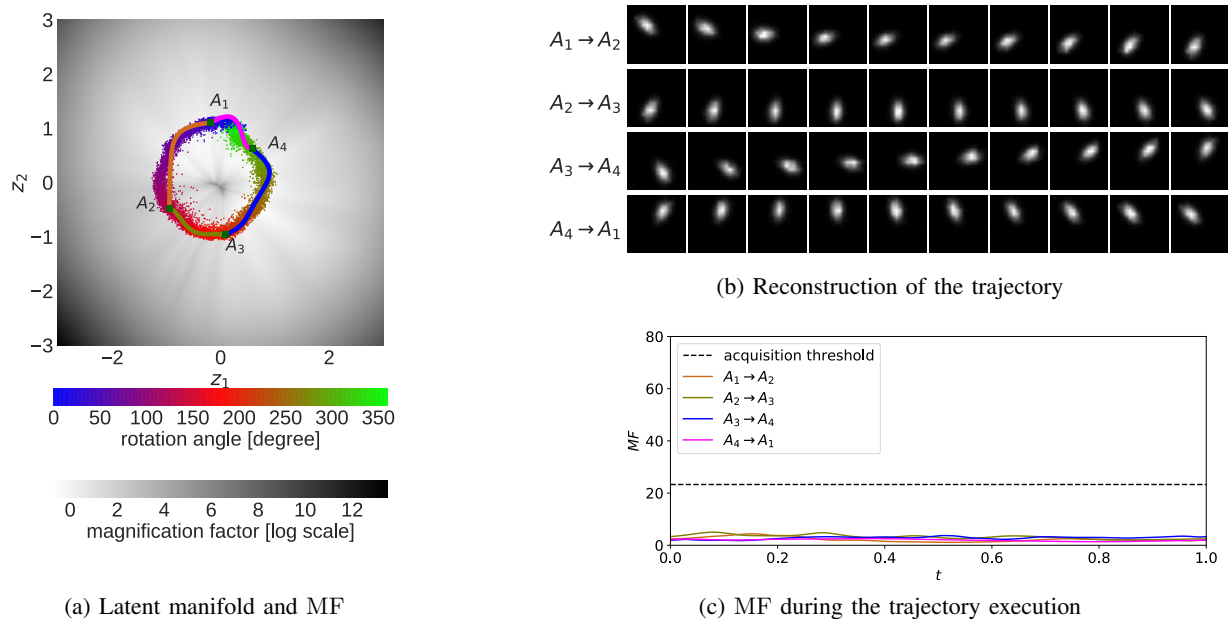 3
2
1
0
−1
−2
−3
z2
A1
A4
A2
A3
−2 0 2
z1
0 50 100 150 200 250 300 350
rotation angle [degree]
0 2 4 6 8 10 12
magnification factor [log scale]
(a) Latent manifold and MF
A1→A2
A2→A3
A3→A4
A4→A1
(b) Reconstruction of the trajectory
80
60
40
20
0
MF
acquisition threshold
A1→A2
A2→A3
A3→A4
A4→A1
0.0 0.2 0.4 0.6 0.8 1.0
t
(c) MF during the trajectory execution